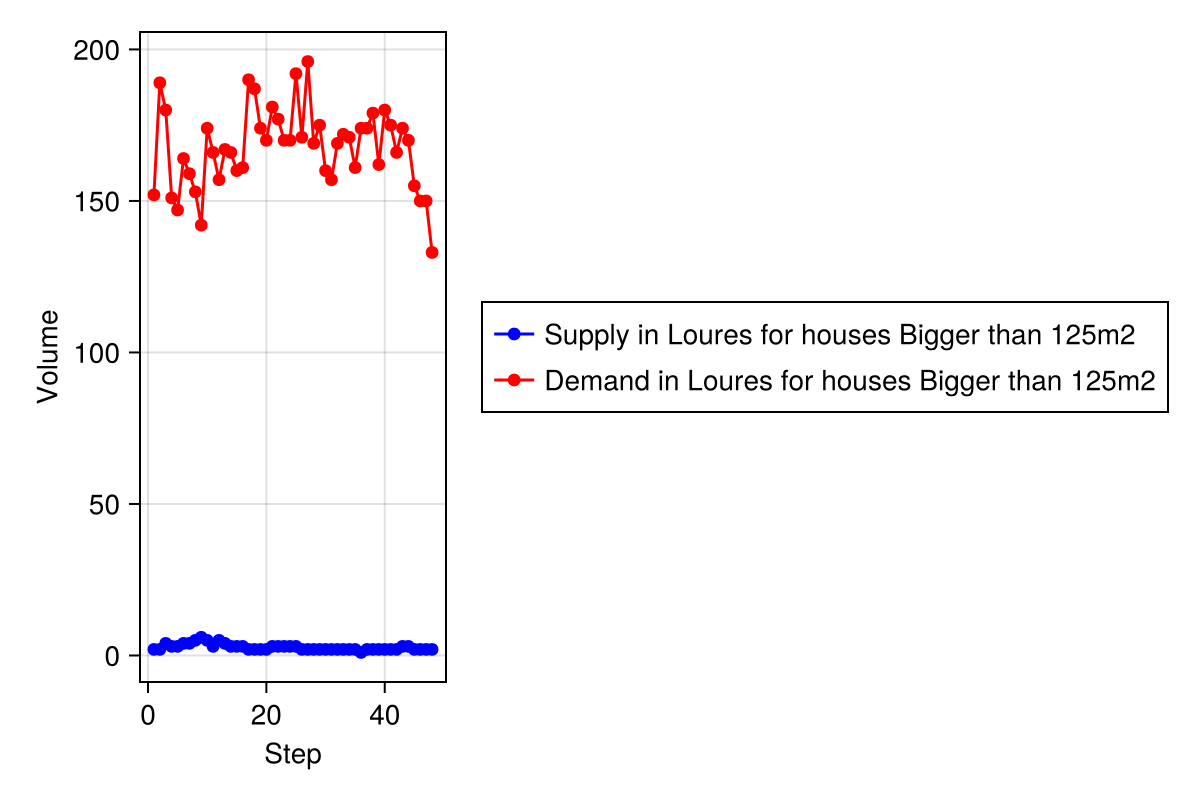 200
150
100
50
0
Volume
0 20 40
Step
Supply in Loures for houses Bigger than 125m2
Demand in Loures for houses Bigger than 125m2